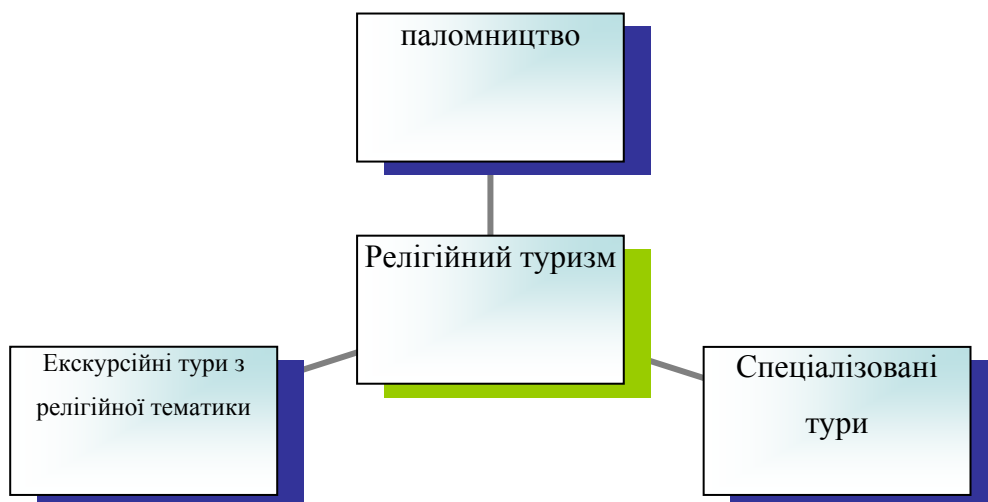 паломництво
Релігійний туризм
Екскурсійні тури з
релігійної тематики
Спеціалізовані
тури